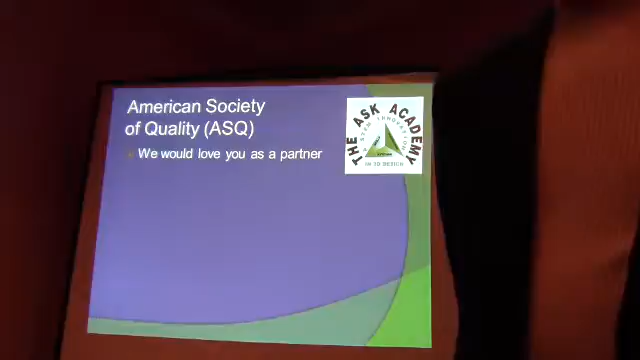 American Society
of Quality (ASQ)
We would love you as a partner
THE ASK ACADEMY